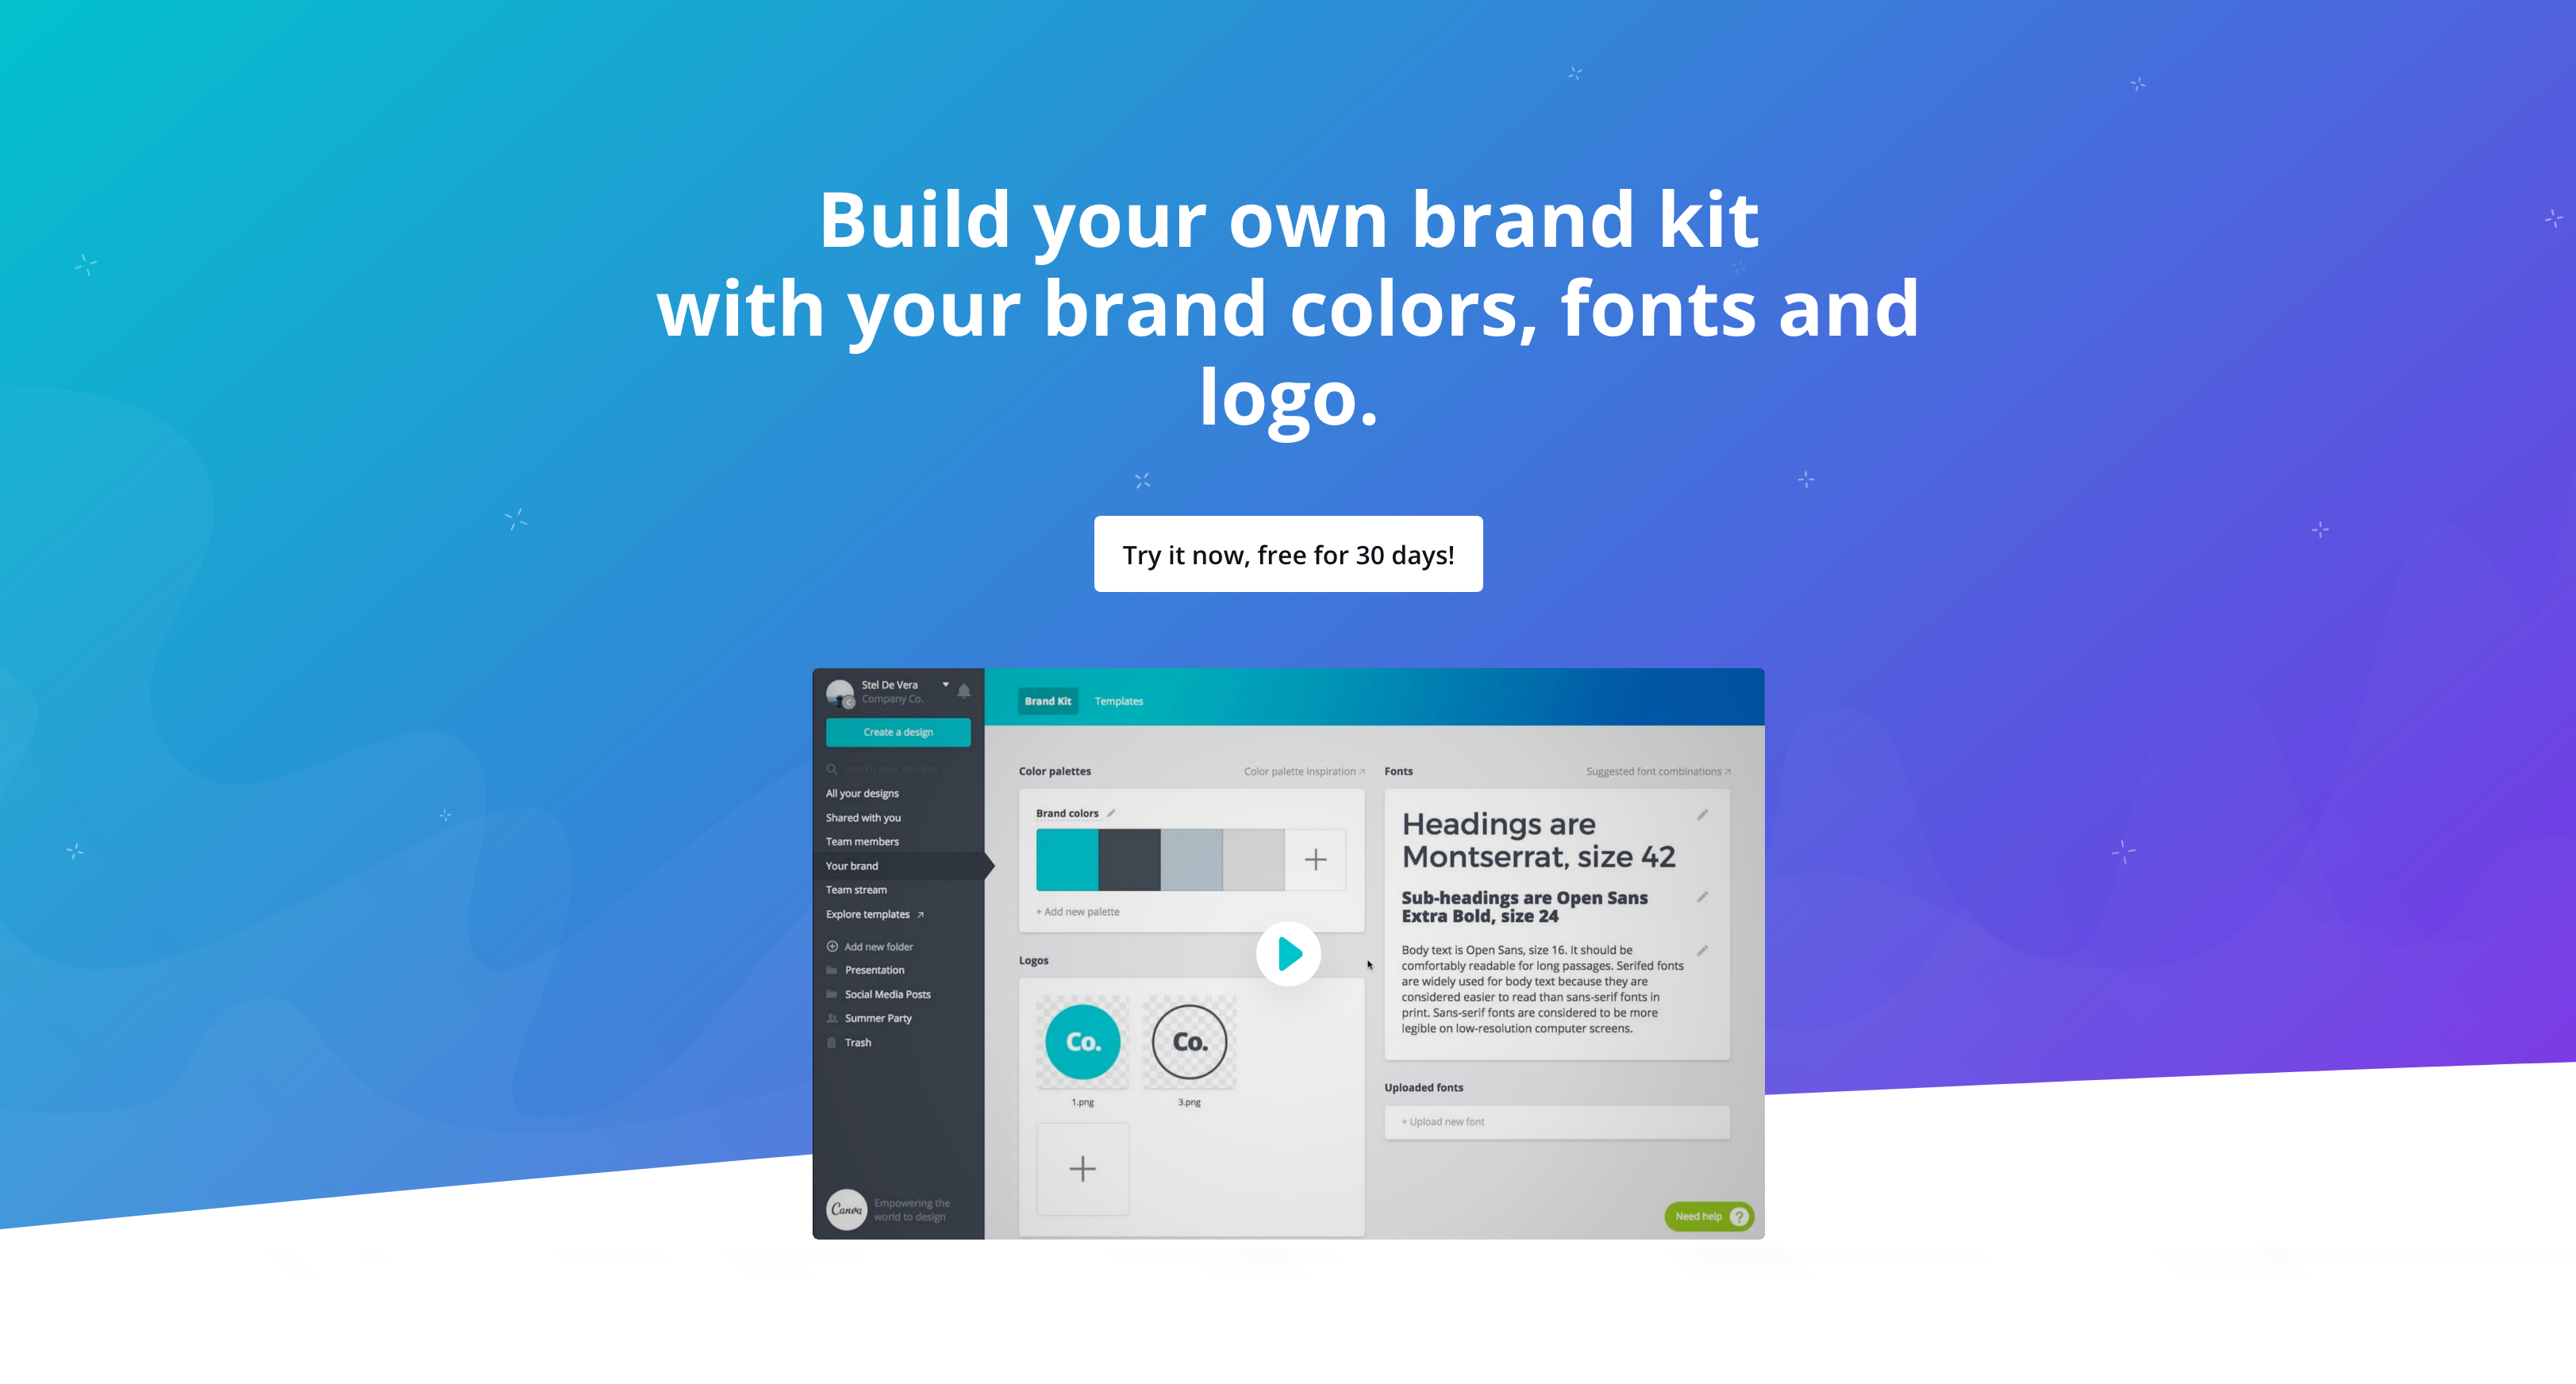 Build your own brand kit
with your brand colors, fonts and
logo.
Try it now, free for 30 days!
Stel De Vera
Company Co.
C
Create a design
Search your designs
All your designs
Shared with you
Team members
Your brand
Team stream
Explore templates
Add new folder
Presentation
Social Media Posts
Summer Party
Trash
Canva
Empowering the
world to design
Brand Kit
Templates
Color palettes
Color palette inspiration
Brand colors
+ Add new palette
Logos
Co.
Co.
1.png
3.png
Fonts
Suggested font combinations
Headings are
Montserrat, size 42
Sub-headings are Open Sans
Extra Bold, size 24
Body text is Open Sans, size 16. It should be
comfortably readable for long passages. Serifed fonts
are widely used for body text because they are
considered easier to read than sans-serif fonts in
print. Sans-serif fonts are considered to be more
legible on low-resolution computer screens.
Uploaded fonts
+ Upload new font
Need help ?